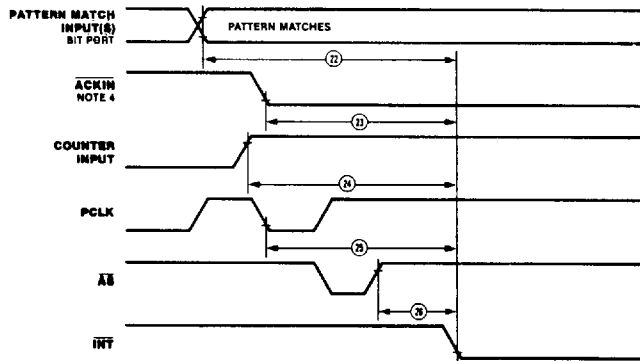 PATTERN MATCH
INPUT(S)
BIT PORT
PATTERN MATCHES
22
ACKIN
NOTE 4
23
COUNTER
INPUT
24
PCLK
25
AS
26
INT